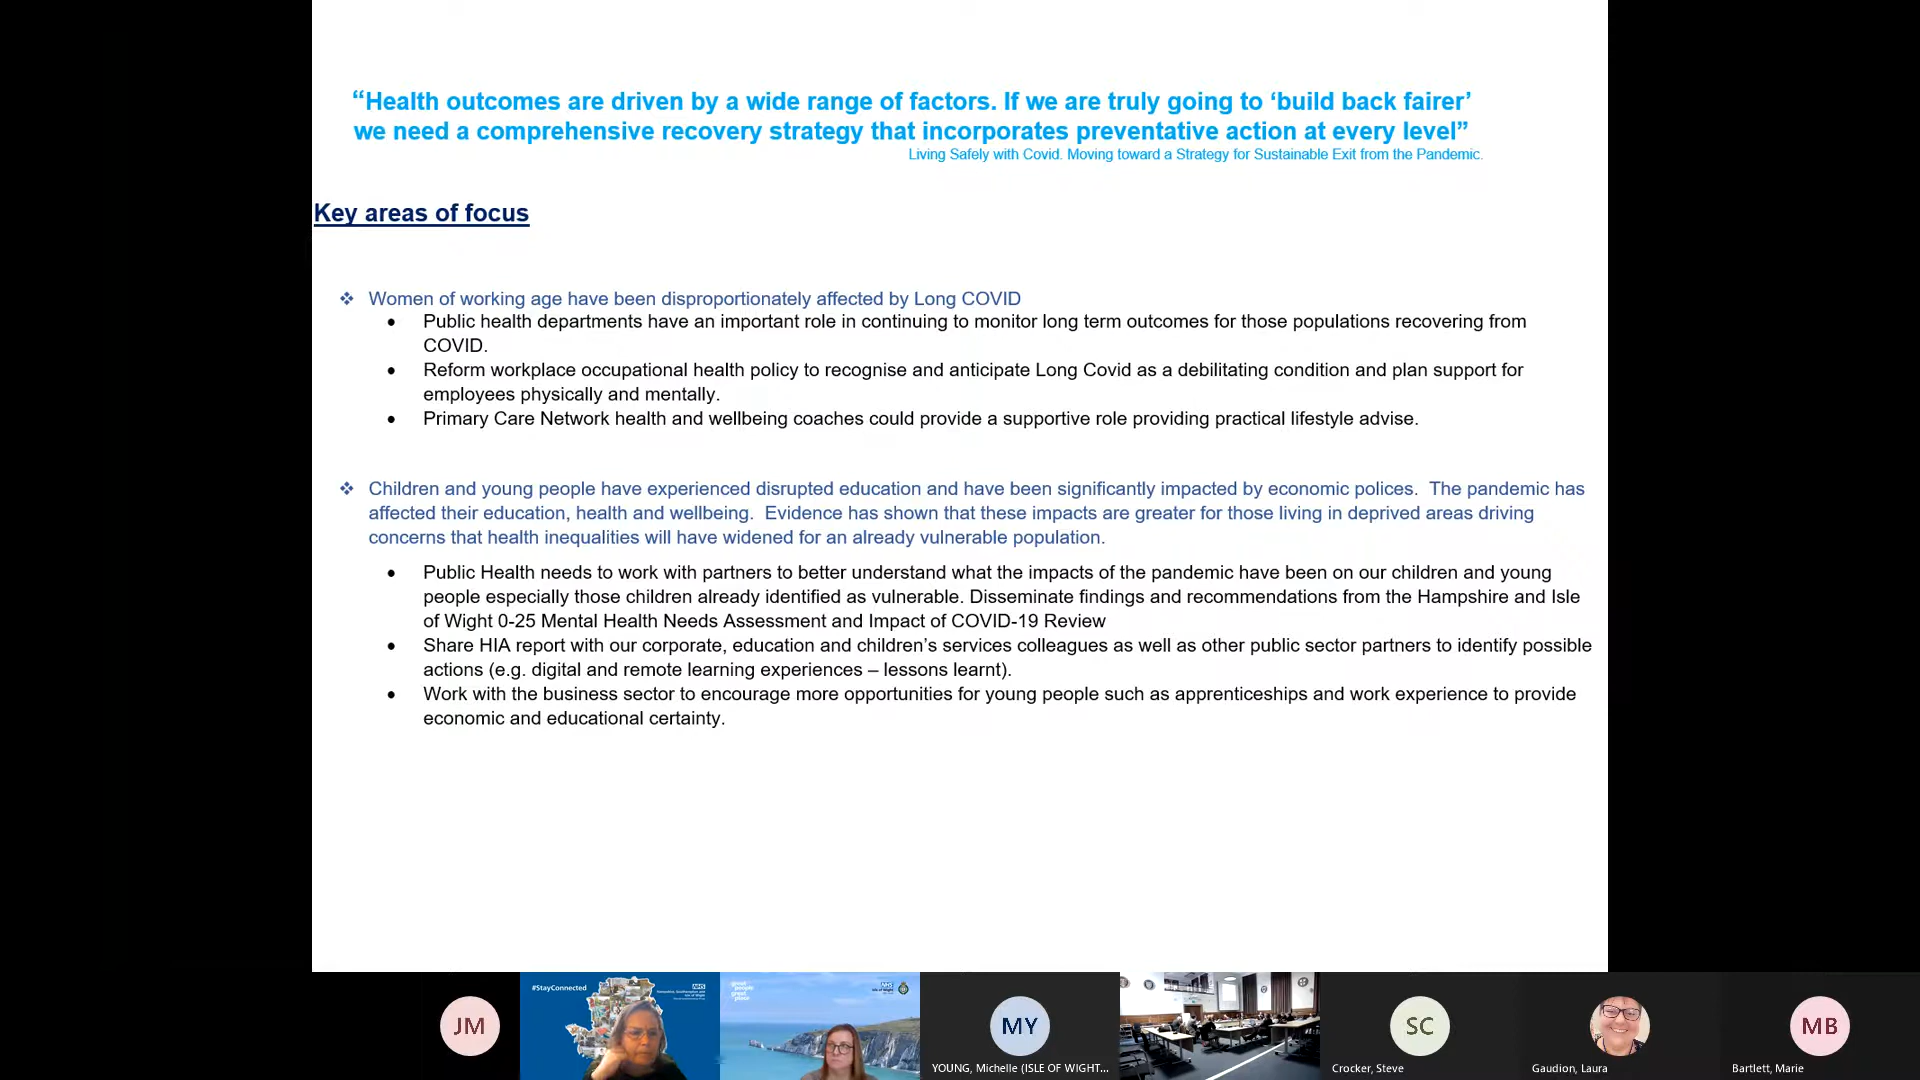 “Health outcomes are driven by a wide range of factors. If we are truly going to ‘build back fairer’
we need a comprehensive recovery strategy that incorporates preventative action at every level”
Living Safely with Covid. Moving toward a Strategy for Sustainable Exit from the Pandemic.
Key areas of focus
❖ Women of working age have been disproportionately affected by Long COVID
• Public health departments have an important role in continuing to monitor long term outcomes for those populations recovering from
COVID.
• Reform workplace occupational health policy to recognise and anticipate Long Covid as a debilitating condition and plan support for
employees physically and mentally.
• Primary Care Network health and wellbeing coaches could provide a supportive role providing practical lifestyle advise.
❖ Children and young people have experienced disrupted education and have been significantly impacted by economic polices. The pandemic has
affected their education, health and wellbeing. Evidence has shown that these impacts are greater for those living in deprived areas driving
concerns that health inequalities will have widened for an already vulnerable population.
• Public Health needs to work with partners to better understand what the impacts of the pandemic have been on our children and young
people especially those children already identified as vulnerable. Disseminate findings and recommendations from the Hampshire and Isle
of Wight 0-25 Mental Health Needs Assessment and Impact of COVID-19 Review
• Share HIA report with our corporate, education and children’s services colleagues as well as other public sector partners to identify possible
actions (e.g. digital and remote learning experiences – lessons learnt).
• Work with the business sector to encourage more opportunities for young people such as apprenticeships and work experience to provide
economic and educational certainty.
JM
#StayConnected
NHS
great
people
great
place
NHS
Isle of Wight
MY
YOUNG, Michelle (ISLE OF WIGHT...
SC
Crocker, Steve
Gaudion, Laura
MB
Bartlett, Marie